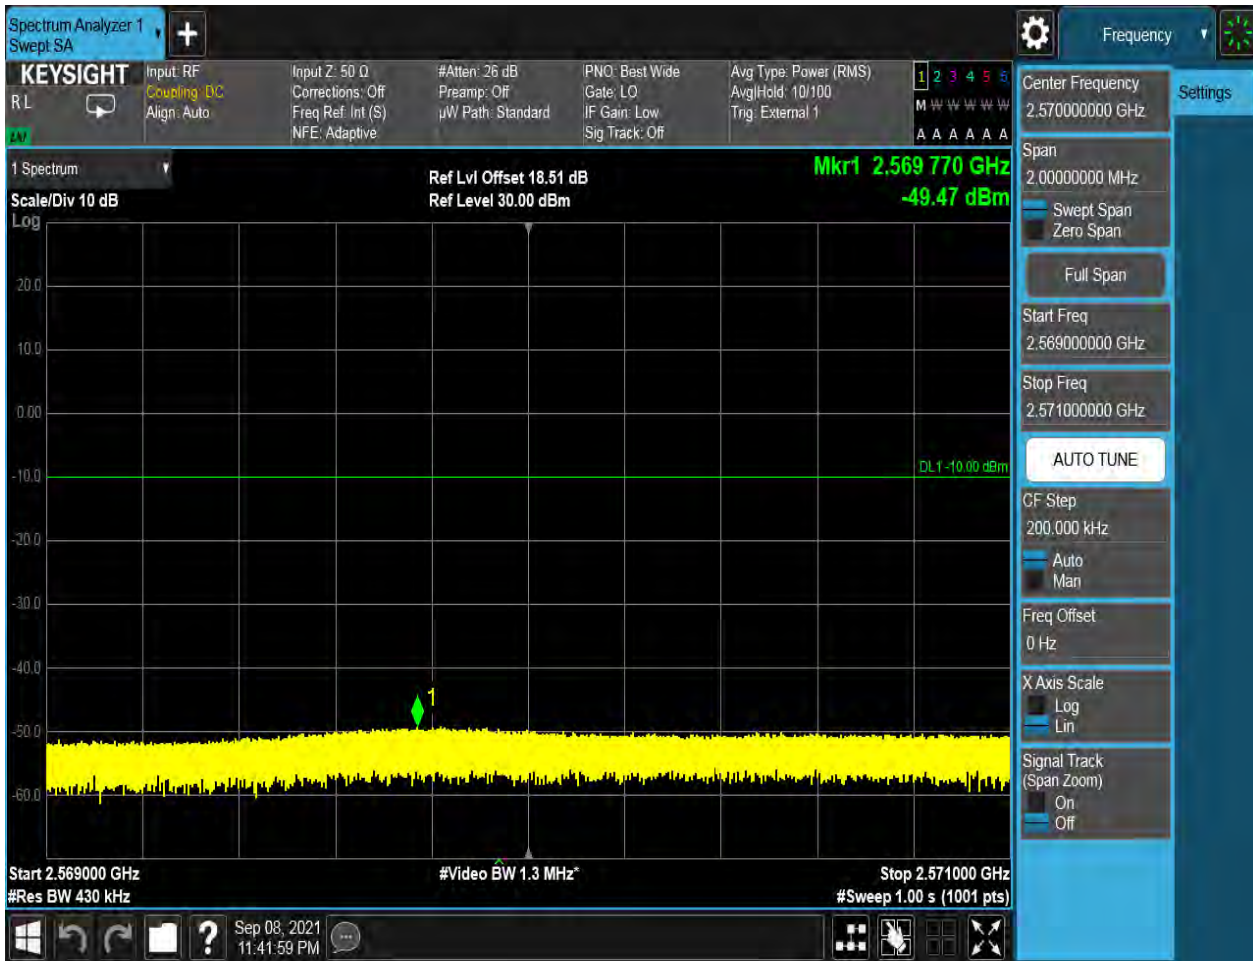 Spectrum Analyzer 1
Swept SA
Frequency
KEYSIGHT
R L
LNI
Input: RF
Coupling: DC
Align: Auto
Input Z: 50 Ω
Corrections: Off
Freq Ref: Int (S)
NFE: Adaptive
#Atten: 26 dB
Preamp: Off
µW Path: Standard
PNO: Best Wide
Gate: LO
IF Gain: Low
Sig Track: Off
Avg Type: Power (RMS)
Avg|Hold: 10/100
Trig: External 1
1 2 3 4 5 6
M W W W W W
A A A A A A
1 Spectrum
Scale/Div 10 dB
Log
Ref Lvl Offset 18.51 dB
Ref Level 30.00 dBm
Mkr1 2.569 770 GHz
-49.47 dBm
20.0
10.0
0.00
-10.0
-20.0
-30.0
-40.0
-50.0
-60.0
DL1 -10.00 dBm
1
Start 2.569000 GHz
#Res BW 430 kHz
#Video BW 1.3 MHz*
Stop 2.571000 GHz
#Sweep 1.00 s (1001 pts)
Center Frequency
2.570000000 GHz
Settings
Span
2.00000000 MHz
Swept Span
Zero Span
Full Span
Start Freq
2.569000000 GHz
Stop Freq
2.571000000 GHz
AUTO TUNE
CF Step
200.000 kHz
Auto
Man
Freq Offset
0 Hz
X Axis Scale
Log
Lin
Signal Track
(Span Zoom)
On
Off
?
Sep 08, 2021
11:41:59 PM